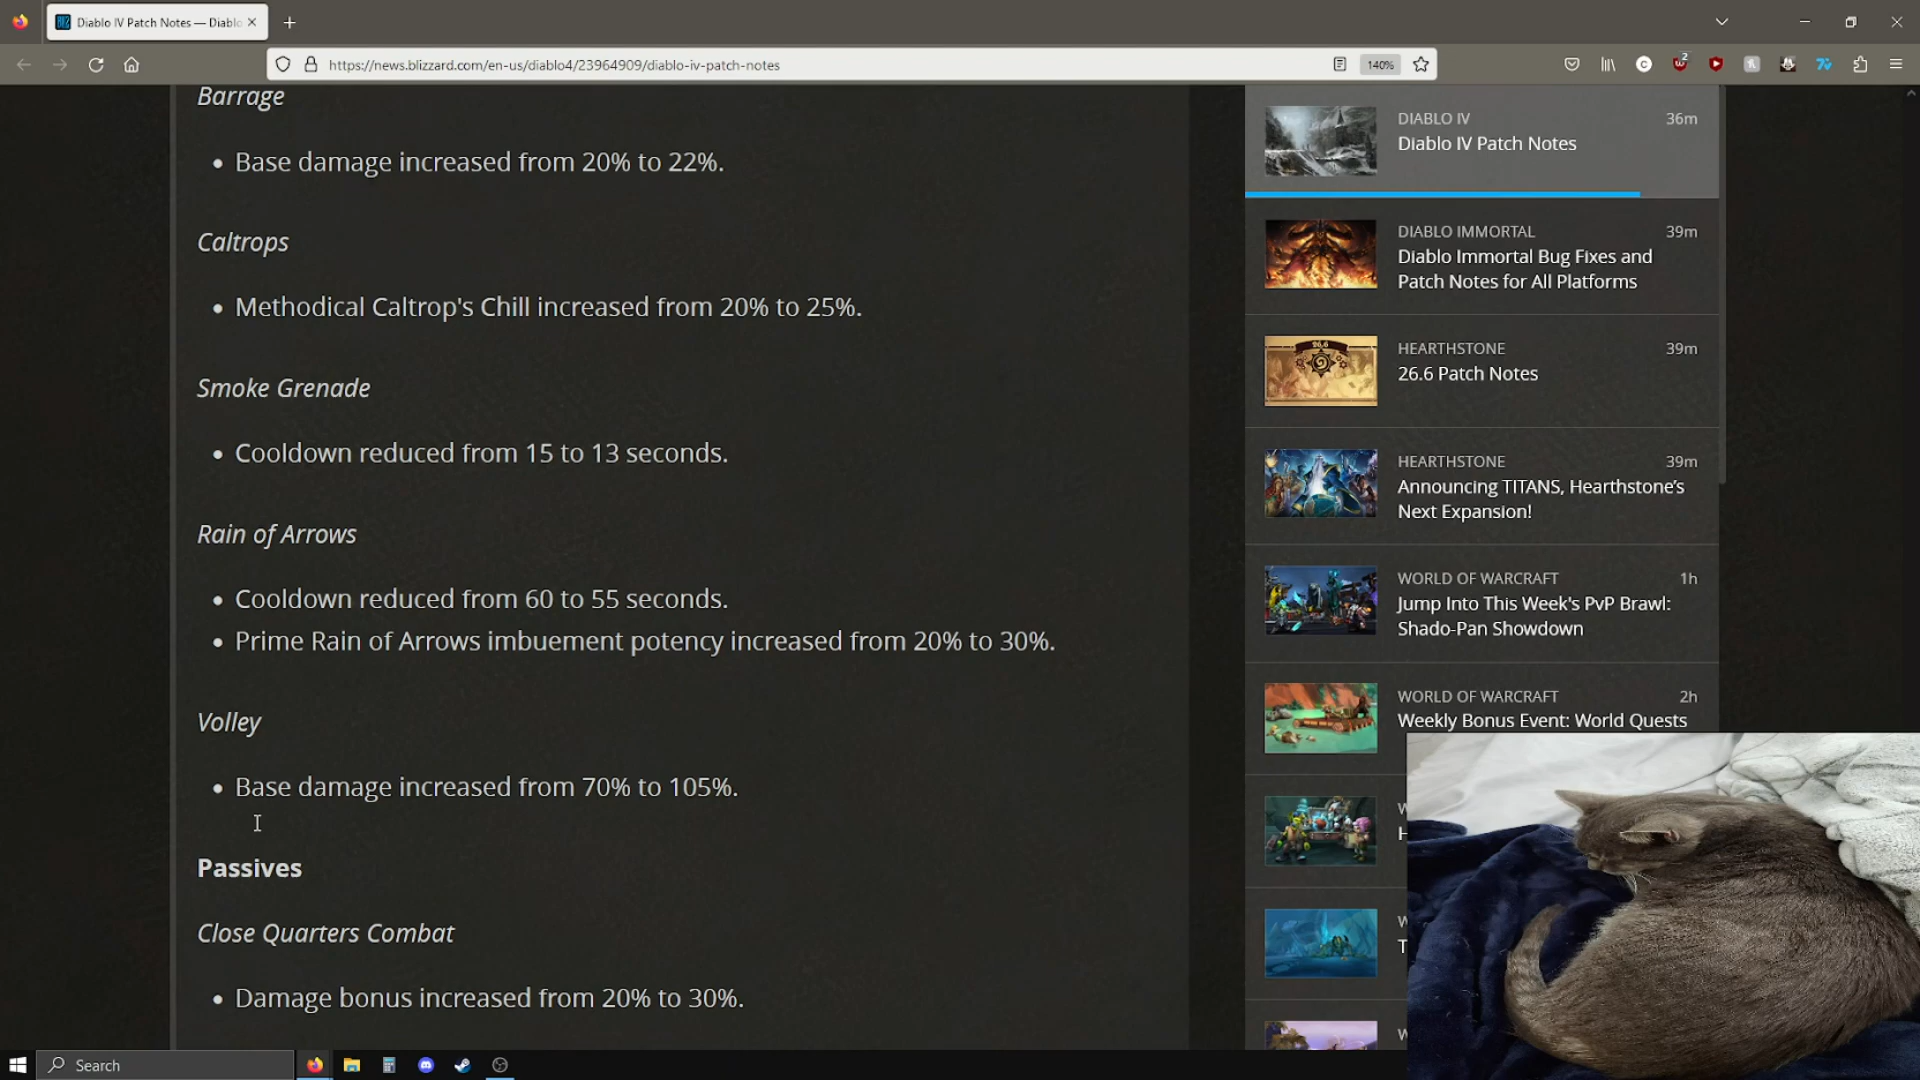 Diablo IV Patch Notes — Diablo
https://news.blizzard.com/en-us/diablo4/23964909/diablo-iv-patch-notes
140%
2
Barrage
Base damage increased from 20% to 22%.
Caltrops
Methodical Caltrop's Chill increased from 20% to 25%.
Smoke Grenade
Cooldown reduced from 15 to 13 seconds.
Rain of Arrows
Cooldown reduced from 60 to 55 seconds.
Prime Rain of Arrows imbuement potency increased from 20% to 30%.
Volley
Base damage increased from 70% to 105%.
Passives
Close Quarters Combat
Damage bonus increased from 20% to 30%.
DIABLO IV 36m
Diablo IV Patch Notes
DIABLO IMMORTAL 39m
Diablo Immortal Bug Fixes and
Patch Notes for All Platforms
HEARTHSTONE 39m
26.6 Patch Notes
26.6
HEARTHSTONE 39m
Announcing TITANS, Hearthstone’s
Next Expansion!
WORLD OF WARCRAFT 1h
Jump Into This Week's PvP Brawl:
Shado-Pan Showdown
WORLD OF WARCRAFT 2h
Weekly Bonus Event: World Quests
Search